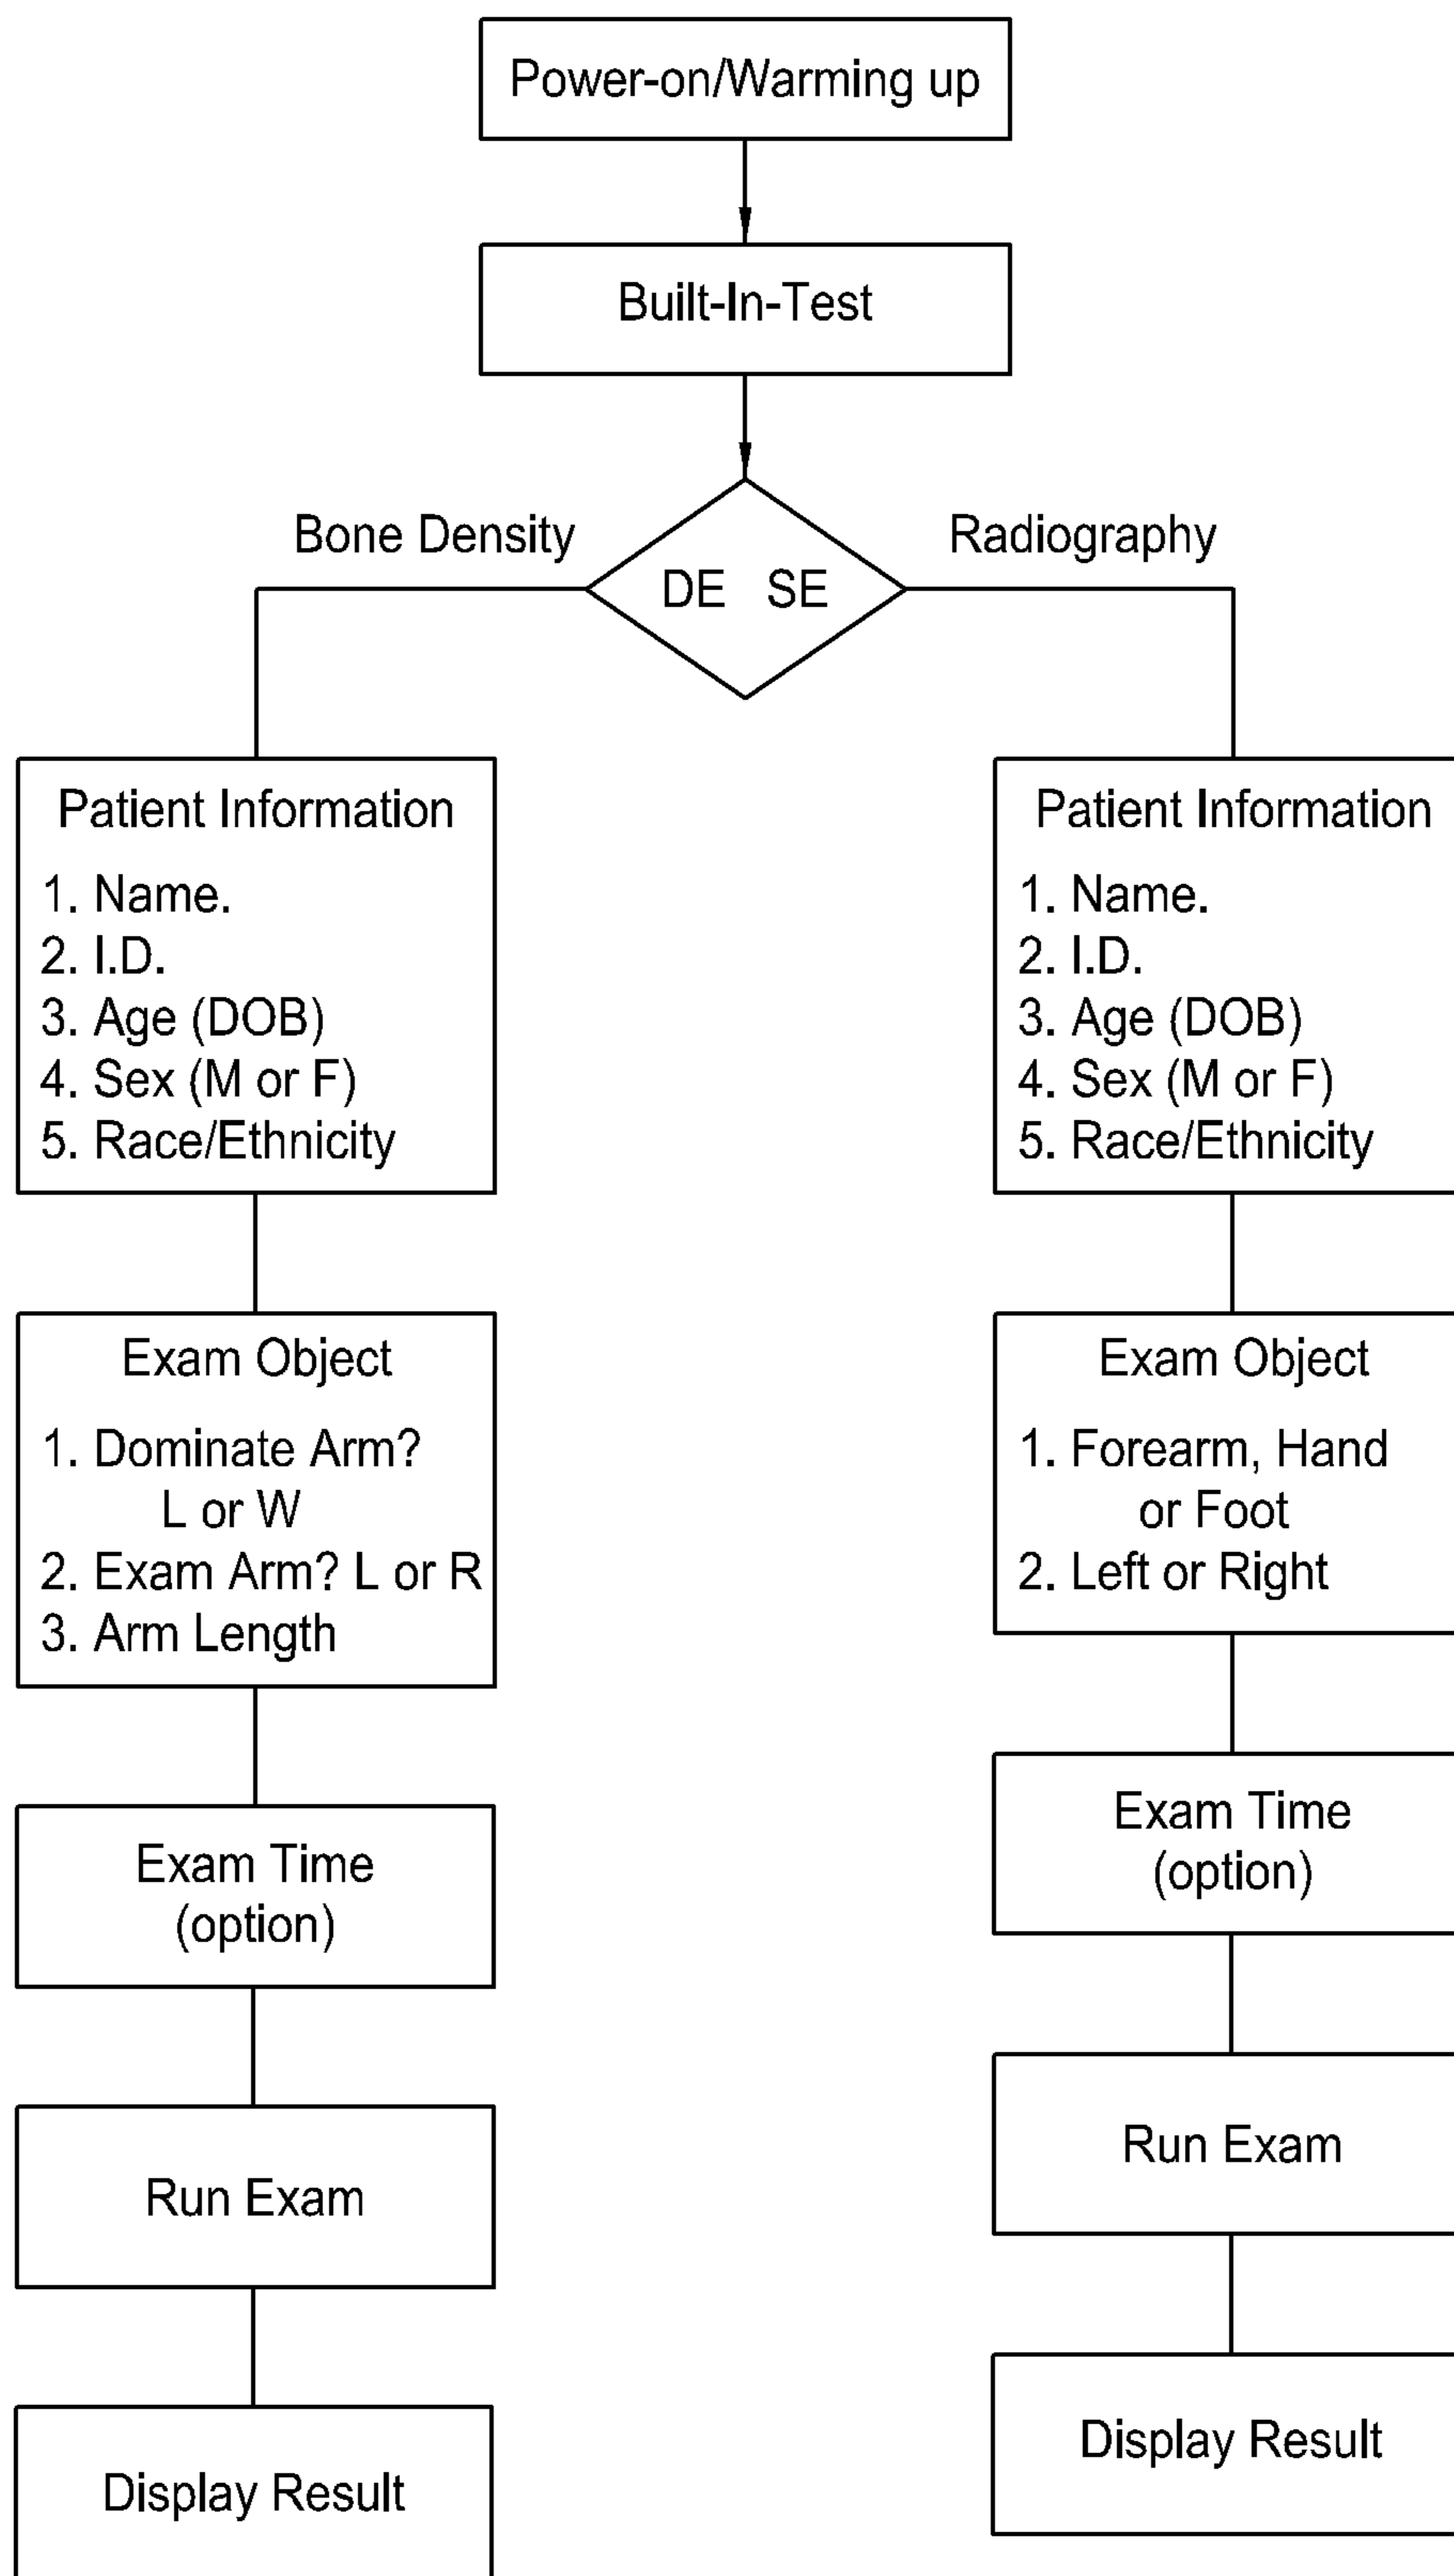 Power-on/Warming up
Built-In-Test
Bone Density
DE SE
Radiography
Patient Information
1. Name.
2. I.D.
3. Age (DOB)
4. Sex (M or F)
5. Race/Ethnicity
Exam Object
1. Dominate Arm?
L or W
2. Exam Arm? L or R
3. Arm Length
Exam Time
(option)
Run Exam
Display Result
Patient Information
1. Name.
2. I.D.
3. Age (DOB)
4. Sex (M or F)
5. Race/Ethnicity
Exam Object
1. Forearm, Hand
or Foot
2. Left or Right
Exam Time
(option)
Run Exam
Display Result